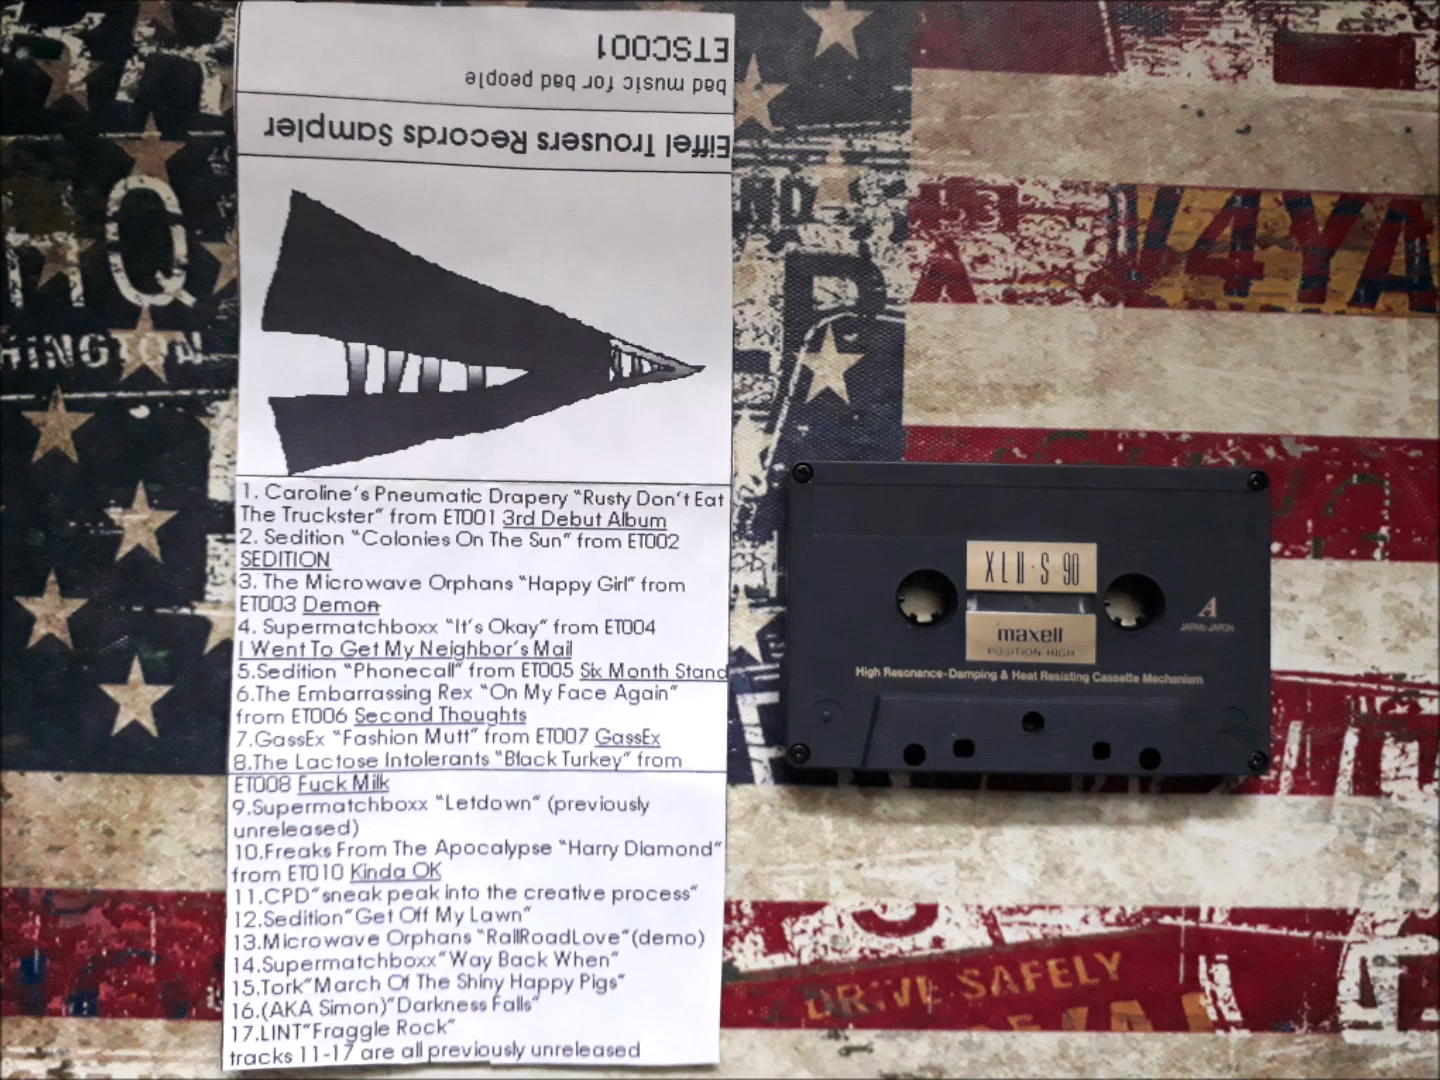 ETSC001
bad music for bad people
Eiffel Trousers Records Sampler
1. Caroline's Pneumatic Drapery "Rusty Don't Eat
The Truckster" from ET001 3rd Debut Album
2. Sedition "Colonies On The Sun" from ET002
SEDITION
3. The Microwave Orphans "Happy Girl" from
ET003 Demon
4. Supermatchboxx "It's Okay" from ET004
I Went To Get My Neighbor's Mail
5.Sedition "Phonecall" from ET005 Six Month Stand
6.The Embarrassing Rex "On My Face Again"
from ET006 Second Thoughts
7.GassEx "Fashion Mutt" from ET007 GassEx
8.The Lactose Intolerants "Black Turkey" from
ET008 Fuck Milk
9.Supermatchboxx "Letdown" (previously
unreleased)
10.Freaks From The Apocalypse "Harry Diamond"
from ET010 Kinda OK
11.CPD"sneak peak into the creative process"
12.Sedition"Get Off My Lawn"
13.Microwave Orphans "RailRoadLove"(demo)
14.Supermatchboxx"Way Back When"
15.Tork"March Of The Shiny Happy Pigs"
16.(AKA Simon)"Darkness Falls"
17.LINT"Fraggle Rock"
tracks 11-17 are all previously unreleased
XLII·S 90
maxell
POSITION·HIGH
A
JAPAN·JAPON
High Resonance-Damping & Heat Resisting Cassette Mechanism
HQ
HINGTON
V4YA
DRIVE SAFELY